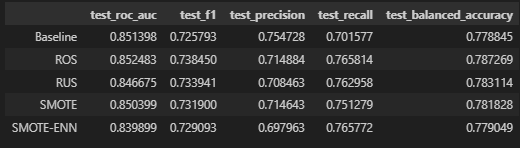 test_roc_auc test_f1 test_precision test_recall test_balanced_accuracy
Baseline 0.851398 0.725793 0.754728 0.701577 0.778845
ROS 0.852483 0.738450 0.714884 0.765814 0.787269
RUS 0.846675 0.733941 0.708463 0.762958 0.783114
SMOTE 0.850399 0.731900 0.714643 0.751279 0.781828
SMOTE-ENN 0.839899 0.729093 0.697963 0.765772 0.779049